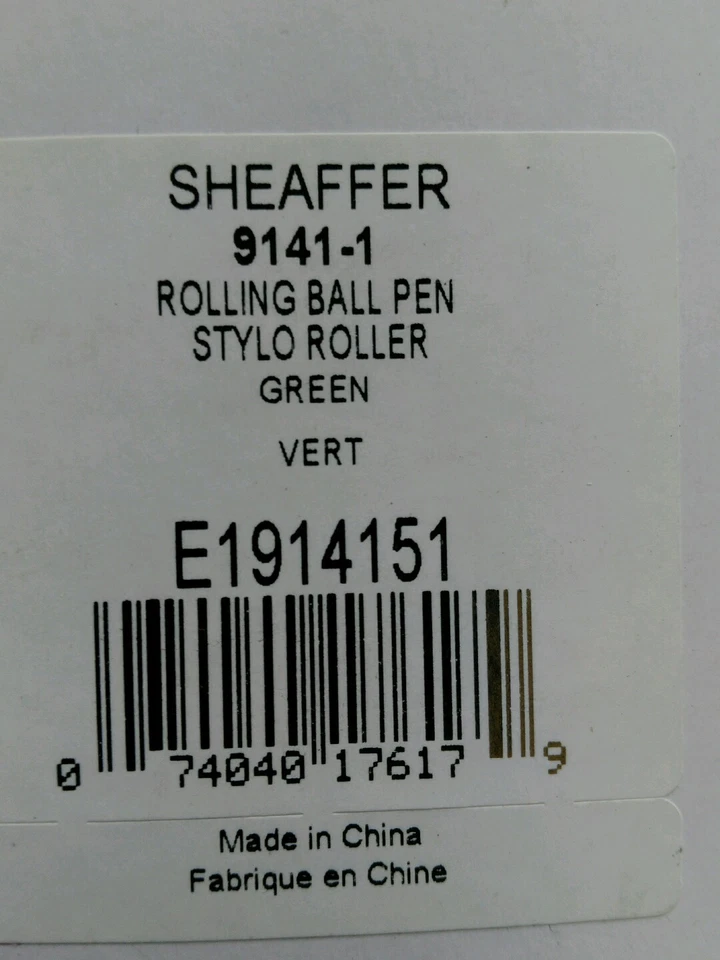 SHEAFFER
9141-1
ROLLING BALL PEN
STYLO ROLLER
GREEN
VERT
E1914151
0 74040 17617 9
Made in China
Fabrique en Chine